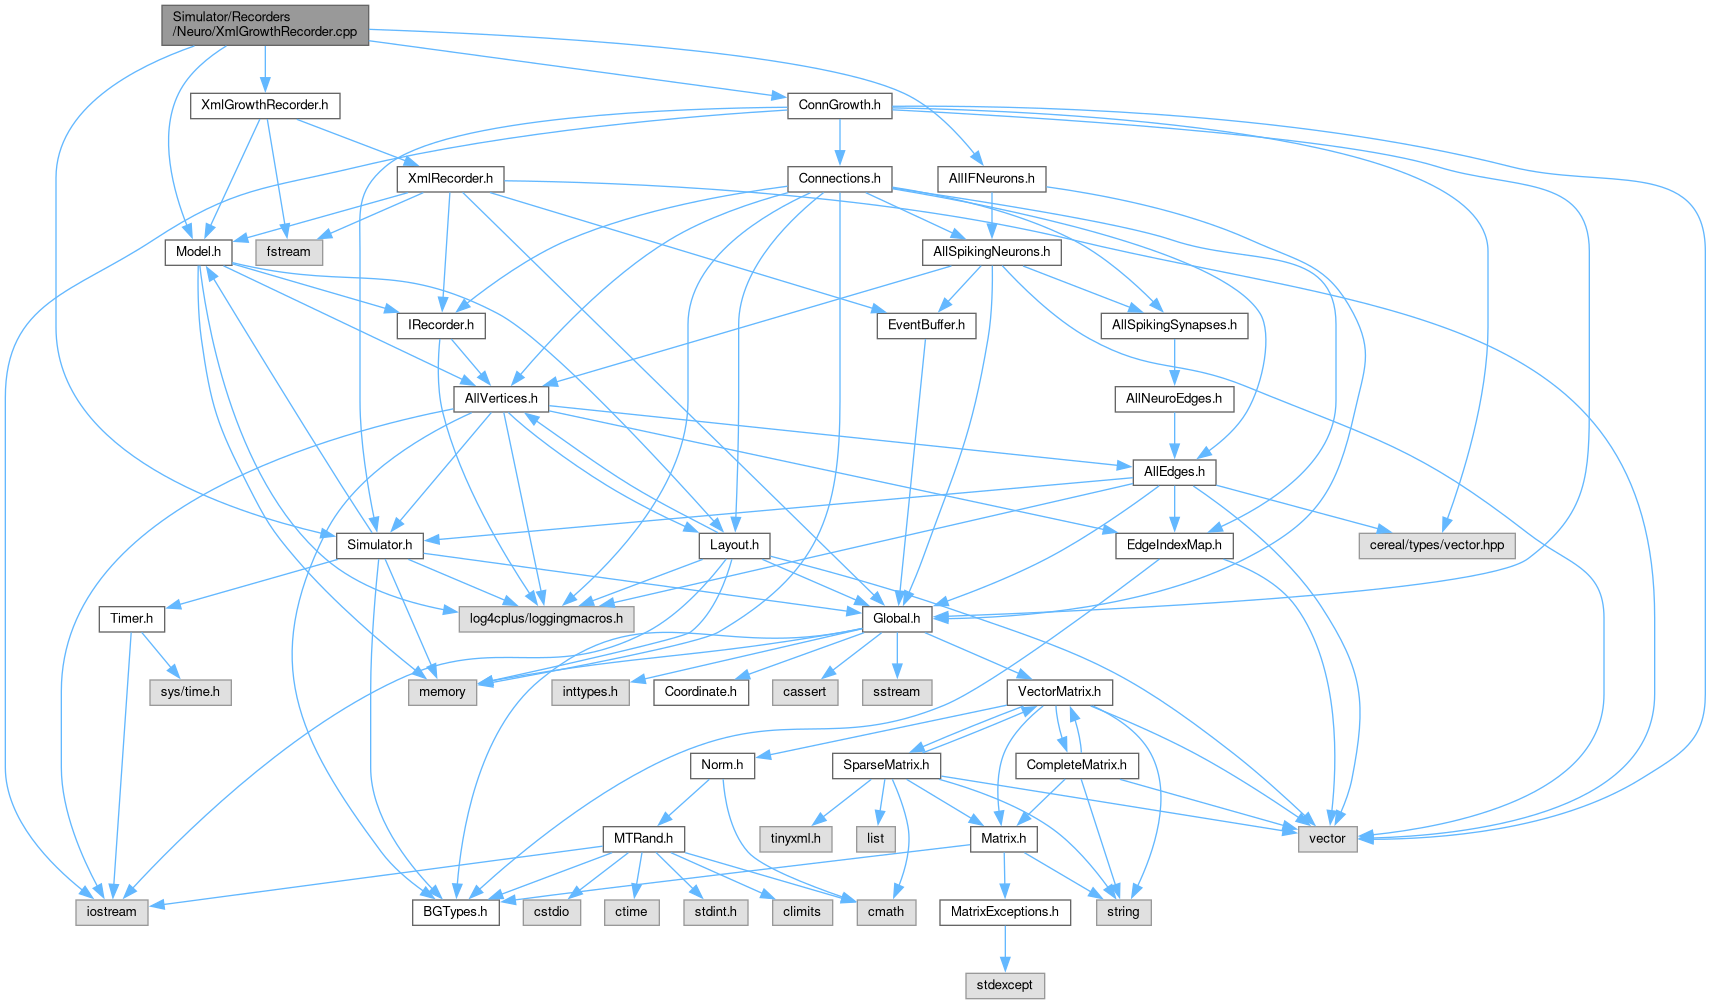 Simulator/Recorders
/Neuro/XmlGrowthRecorder.cpp
XmlGrowthRecorder.h
ConnGrowth.h
XmlRecorder.h
Connections.h
AllIFNeurons.h
Model.h
fstream
AllSpikingNeurons.h
IRecorder.h
EventBuffer.h
AllSpikingSynapses.h
AllVertices.h
AllNeuroEdges.h
AllEdges.h
Simulator.h
Layout.h
EdgeIndexMap.h
cereal/types/vector.hpp
Timer.h
log4cplus/loggingmacros.h
Global.h
sys/time.h
memory
inttypes.h
Coordinate.h
cassert
sstream
VectorMatrix.h
Norm.h
SparseMatrix.h
CompleteMatrix.h
MTRand.h
tinyxml.h
list
Matrix.h
vector
iostream
BGTypes.h
cstdio
ctime
stdint.h
climits
cmath
MatrixExceptions.h
string
stdexcept